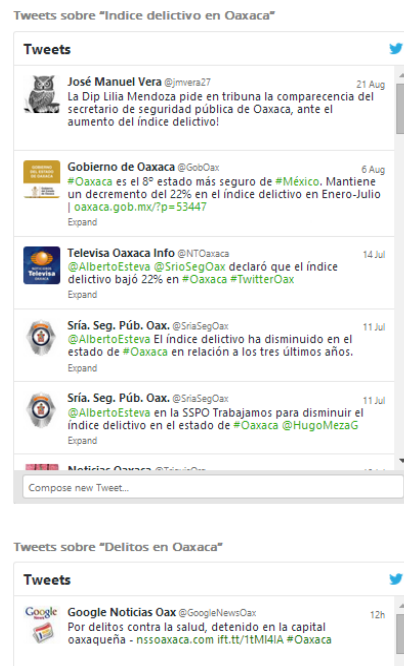 Tweets sobre "Indice delictivo en Oaxaca"
Tweets
José Manuel Vera @jmvera27 21 Aug
La Dip Lilia Mendoza pide en tribuna la comparecencia del
secretario de seguridad pública de Oaxaca, ante el
aumento del índice delictivo!
Gobierno de Oaxaca @GobOax 6 Aug
#Oaxaca es el 8º estado más seguro de #México. Mantiene
un decremento del 22% en el índice delictivo en Enero-Julio
| oaxaca.gob.mx/?p=53447
Expand
Televisa Oaxaca Info @NTOaxaca 14 Jul
@AlbertoEsteva @SrioSegOax declaró que el índice
delictivo bajó 22% en #Oaxaca #TwitterOax
Expand
Televisa
Sría. Seg. Púb. Oax. @SriaSegOax 11 Jul
@AlbertoEsteva El índice delictivo ha disminuido en el
estado de #Oaxaca en relación a los tres últimos años.
Expand
Sría. Seg. Púb. Oax. @SriaSegOax 11 Jul
@AlbertoEsteva en la SSPO Trabajamos para disminuir el
índice delictivo en el estado de #Oaxaca @HugoMezaG
Expand
Noticias Oaxaca
Compose new Tweet...
Tweets sobre "Delitos en Oaxaca"
Tweets
Google Noticias Oax @GoogleNewsOax 12h
Google
Por delitos contra la salud, detenido en la capital
oaxaqueña - nssoaxaca.com ift.tt/1tMl4IA #Oaxaca